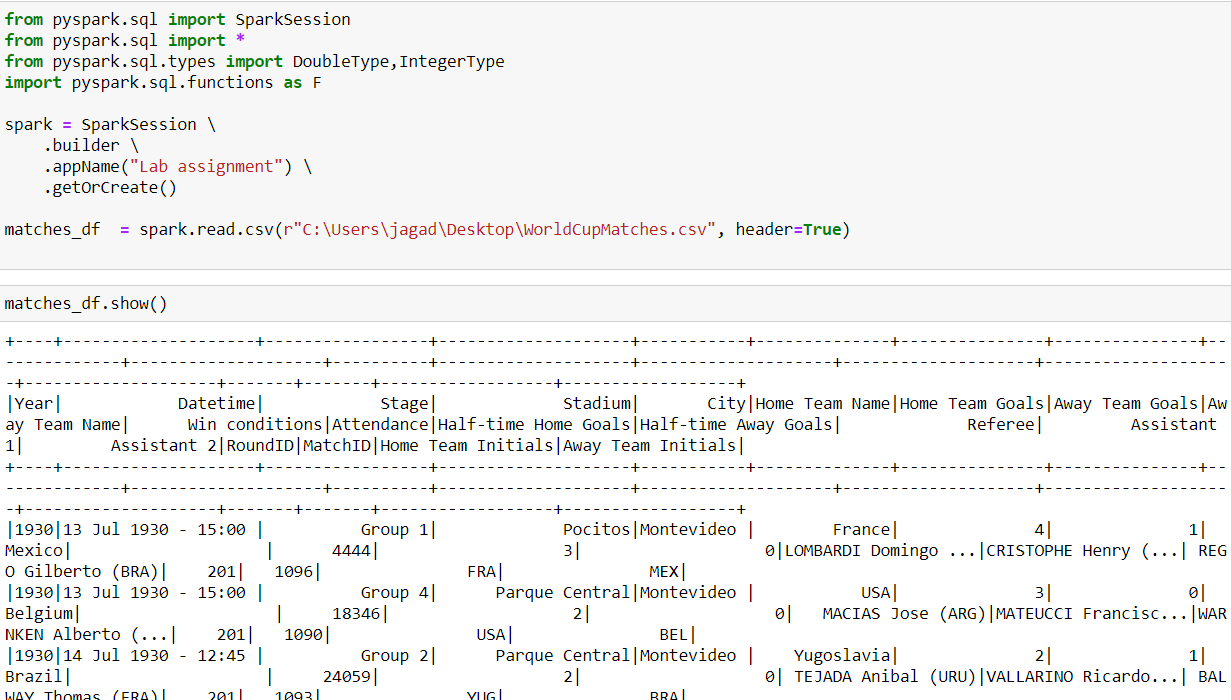 from pyspark.sql import SparkSession
from pyspark.sql import *
from pyspark.sql.types import DoubleType,IntegerType
import pyspark.sql.functions as F
spark = SparkSession \
    .builder \
    .appName("Lab assignment") \
    .getOrCreate()
matches_df  = spark.read.csv(r"C:\Users\jagad\Desktop\WorldCupMatches.csv", header=True)
matches_df.show()
+----+--------------------+-----------------+--------------------+-----------+--------------+---------------+---------------+--
------------+--------------------+----------+--------------------+--------------------+--------------------+-------------------
-+--------------------+-------+-------+------------------+------------------+
|Year|            Datetime|            Stage|             Stadium|       City|Home Team Name|Home Team Goals|Away Team Goals|Aw
ay Team Name|      Win conditions|Attendance|Half-time Home Goals|Half-time Away Goals|             Referee|         Assistant 
1|         Assistant 2|RoundID|MatchID|Home Team Initials|Away Team Initials|
+----+--------------------+-----------------+--------------------+-----------+--------------+---------------+---------------+--
------------+--------------------+----------+--------------------+--------------------+--------------------+-------------------
-+--------------------+-------+-------+------------------+------------------+
|1930|13 Jul 1930 - 15:00 |          Group 1|             Pocitos|Montevideo |        France|              4|              1|
Mexico|                    |      4444|                   3|                   0|LOMBARDI Domingo ...|CRISTOPHE Henry (...| REG
O Gilberto (BRA)|    201|   1096|               FRA|               MEX|
|1930|13 Jul 1930 - 15:00 |          Group 4|      Parque Central|Montevideo |           USA|              3|              0|
Belgium|                    |     18346|                   2|                   0|   MACIAS Jose (ARG)|MATEUCCI Francisc...|WAR
NKEN Alberto (...|    201|   1090|               USA|               BEL|
|1930|14 Jul 1930 - 12:45 |          Group 2|      Parque Central|Montevideo |    Yugoslavia|              2|              1|
Brazil|                    |     24059|                   2|                   0| TEJADA Anibal (URU)|VALLARINO Ricardo...| BAL
WAY Thomas (FRA)|    201|   1093|               YUG|               BRA|